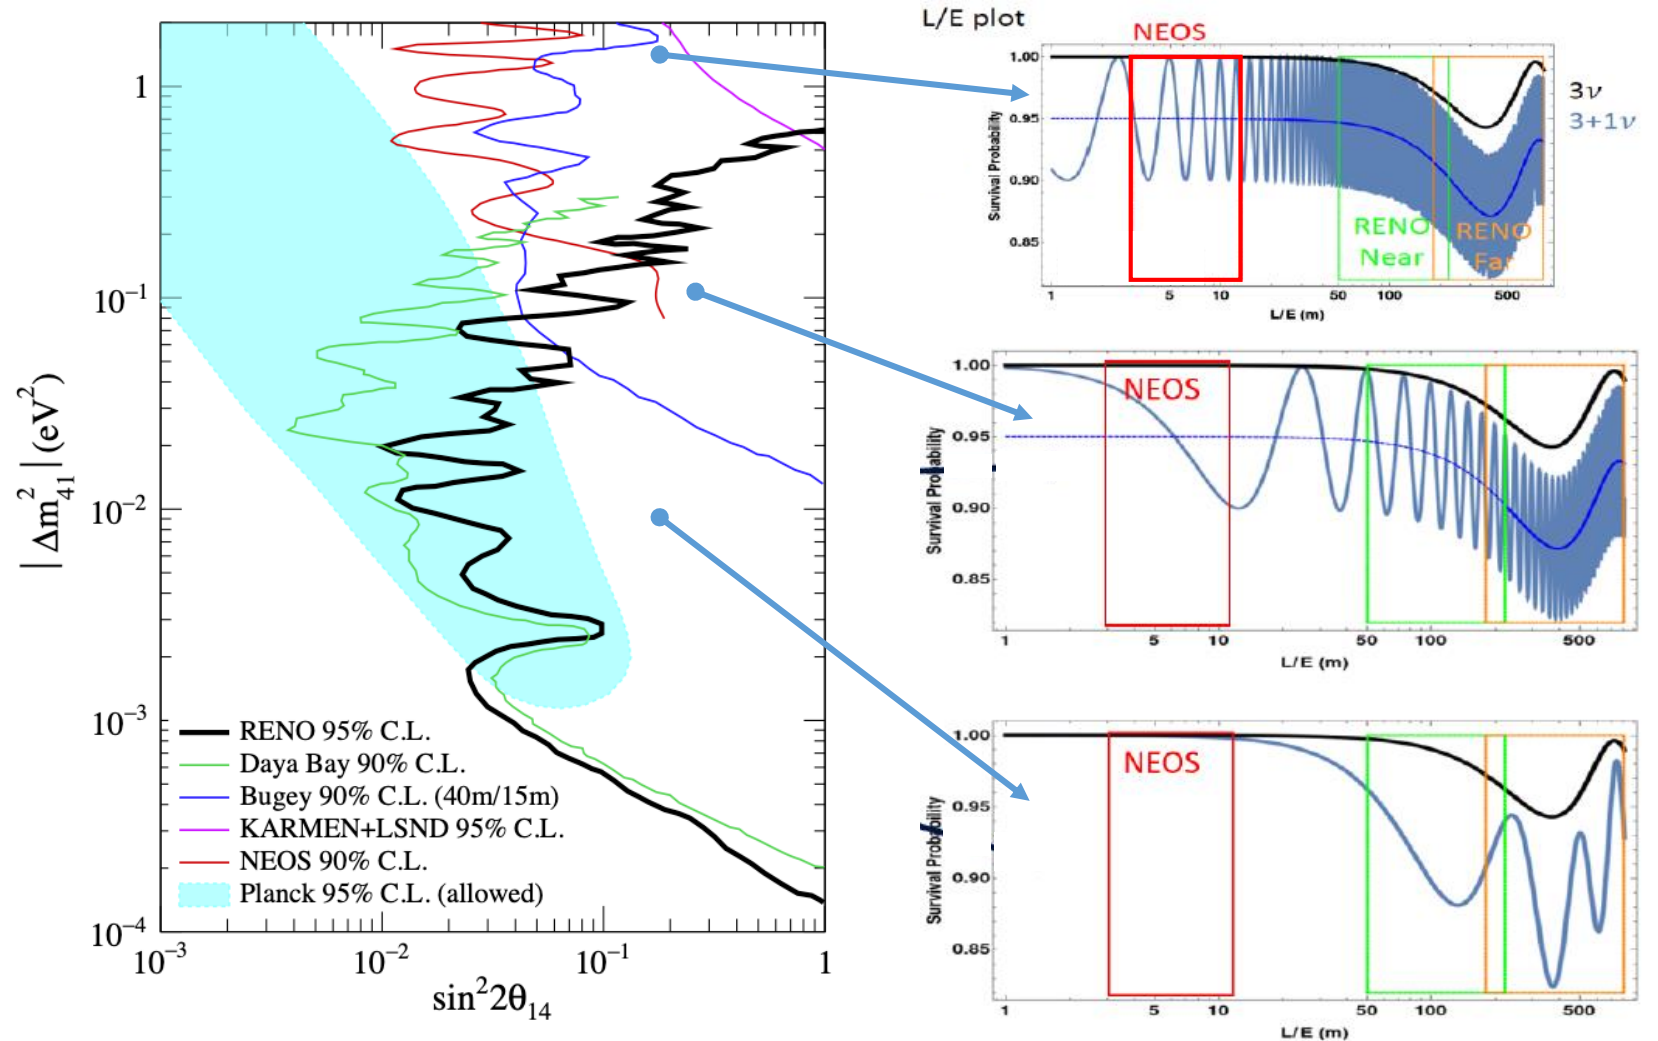 1
10⁻¹
10⁻²
10⁻³
10⁻⁴
|Δm²₄₁|(eV²)
RENO 95% C.L.
Daya Bay 90% C.L.
Bugey 90% C.L. (40m/15m)
KARMEN+LSND 95% C.L.
NEOS 90% C.L.
Planck 95% C.L. (allowed)
10⁻³ 10⁻² 10⁻¹ 1
sin²2θ₁₄
L/E plot
NEOS
1.00
0.95
0.90
0.85
Survival Probability
3ν
3+1ν
RENO
Near
RENO
Far
1 5 10 50 100 500
L/E (m)
1.00
0.95
0.90
0.85
Survival Probability
NEOS
1 5 10 50 100 500
L/E (m)
1.00
0.95
0.90
0.85
Survival Probability
NEOS
1 5 10 50 100 500
L/E (m)